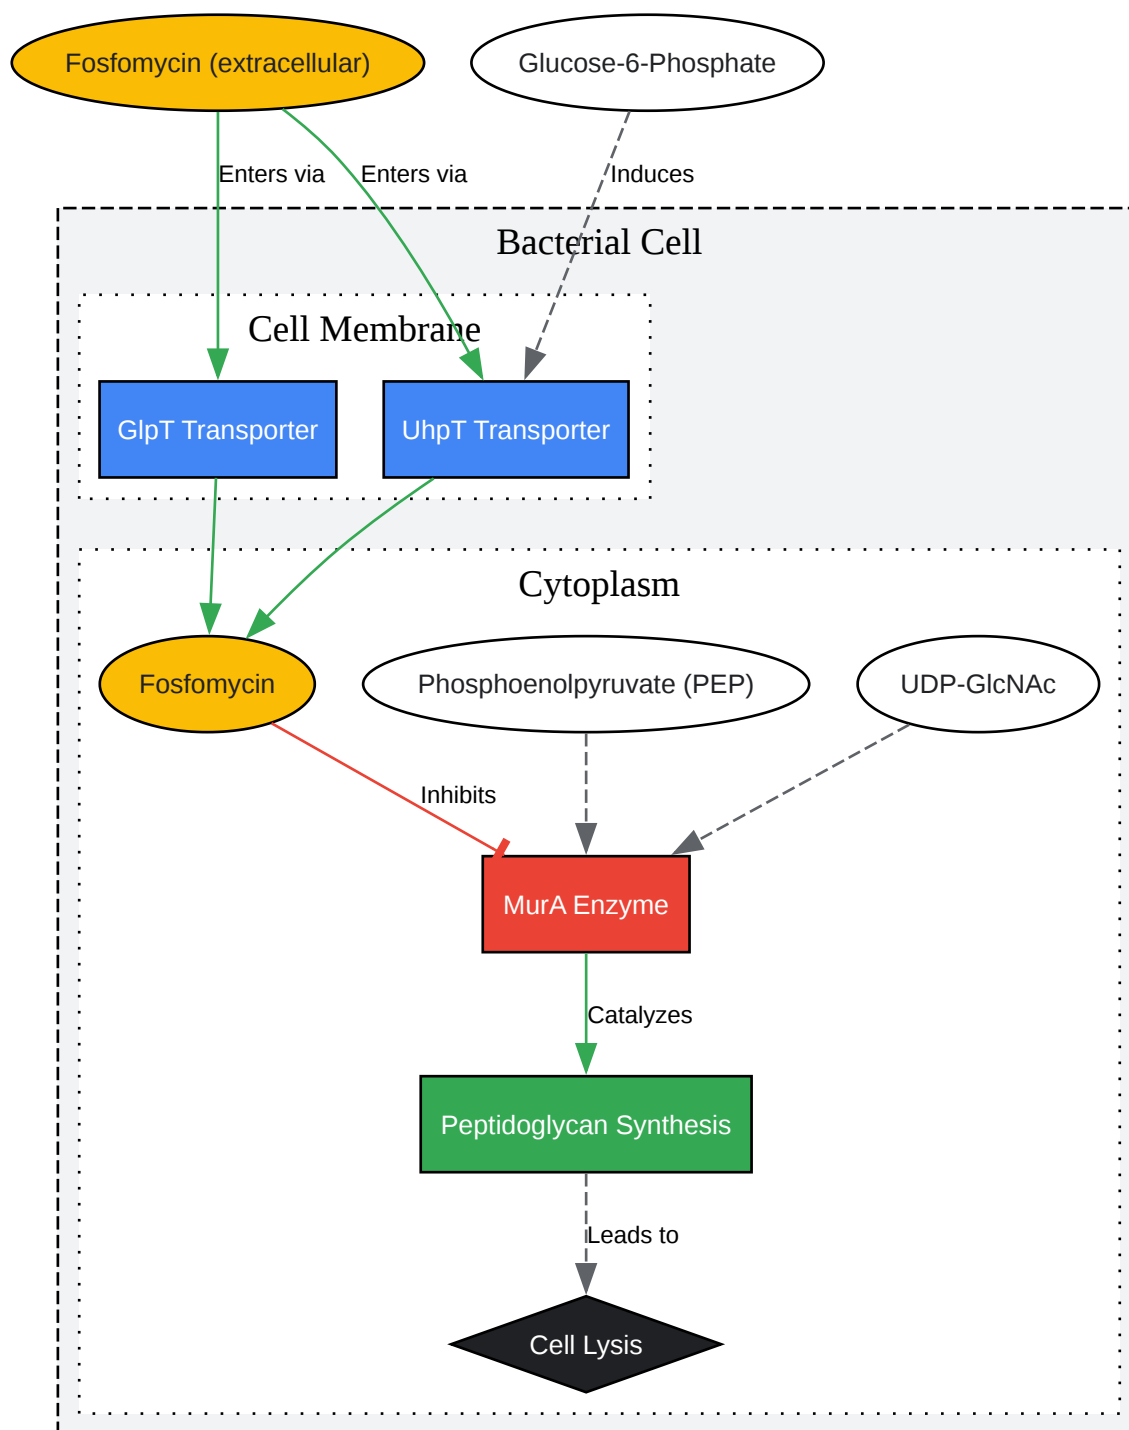 Fosfomycin (extracellular)
Glucose-6-Phosphate
Enters via
Enters via
Induces
Bacterial Cell
Cell Membrane
GlpT Transporter
UhpT Transporter
Cytoplasm
Fosfomycin
Phosphoenolpyruvate (PEP)
UDP-GlcNAc
Inhibits
MurA Enzyme
Catalyzes
Peptidoglycan Synthesis
Leads to
Cell Lysis